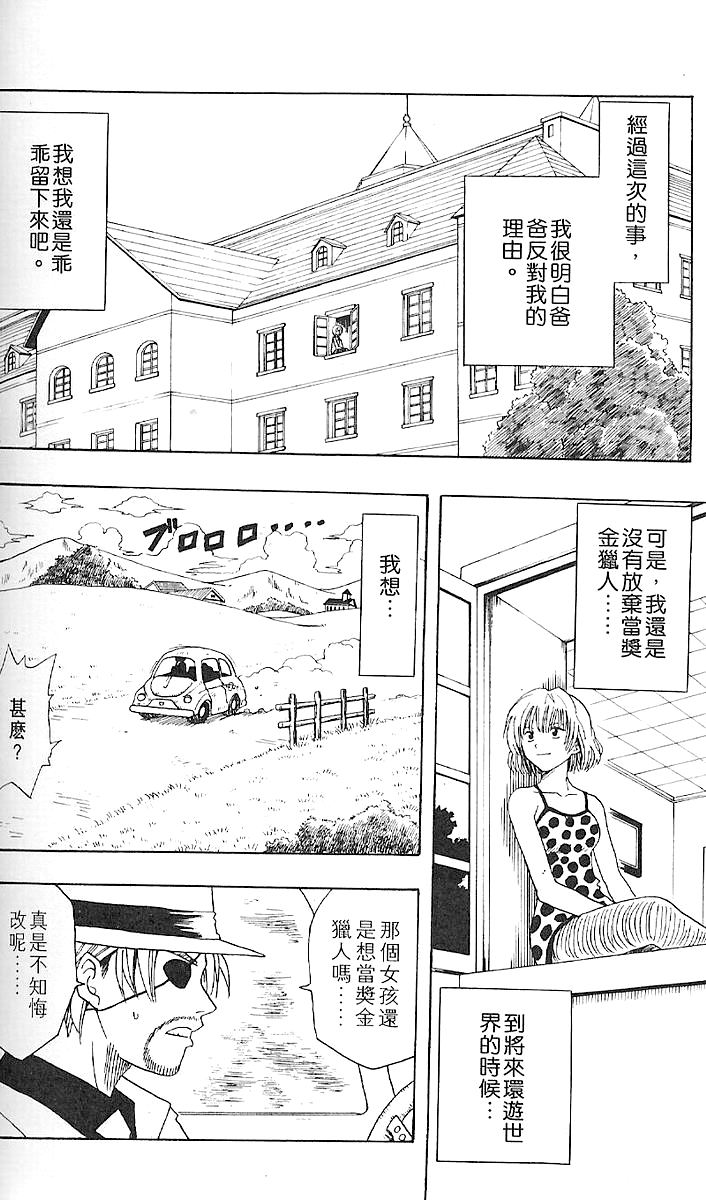 經過這次的事，
我很明白爸
爸反對我的
理由。
我想我還是乖
乖留下來吧。
可是，我還是
沒有放棄當獎
金獵人……
到將來環遊世
界的時候…
我想…
ブロロロ‥‥
甚麽？
那個女孩還
是想當獎金
獵人嗎……
真是不知悔
改呢……